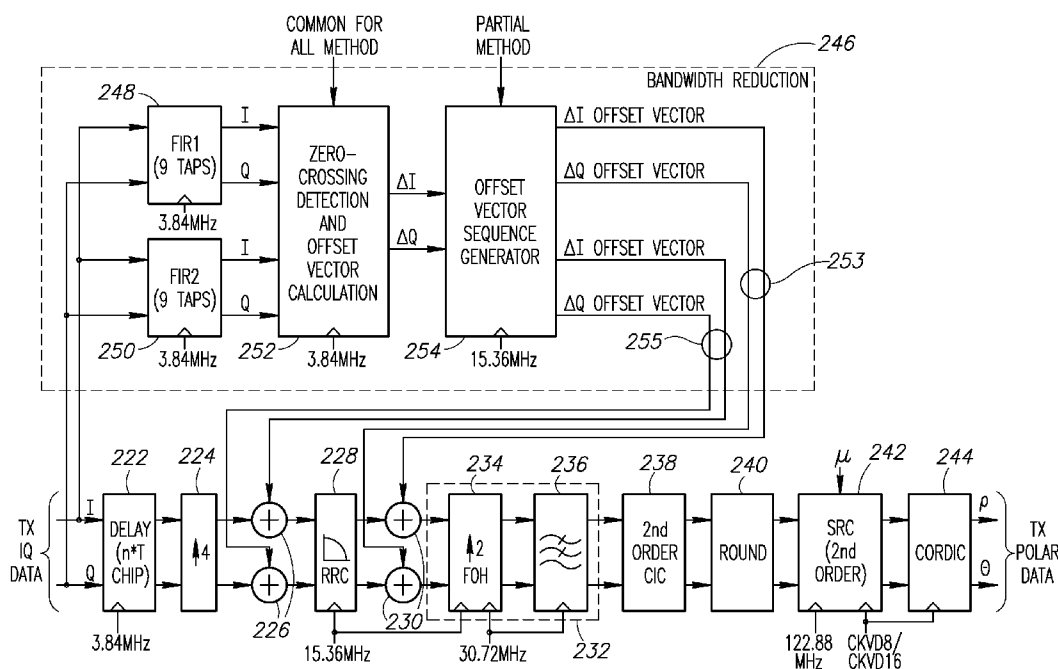 COMMON FOR
ALL METHOD
PARTIAL
METHOD
246
BANDWIDTH REDUCTION
248
FIR1
(9 TAPS)
I
Q
3.84MHz
FIR2
(9 TAPS)
I
Q
250
3.84MHz
ZERO–
CROSSING
DETECTION
AND
OFFSET
VECTOR
CALCULATION
252
3.84MHz
ΔI
ΔQ
OFFSET
VECTOR
SEQUENCE
GENERATOR
254
15.36MHz
ΔI OFFSET VECTOR
ΔQ OFFSET VECTOR
ΔI OFFSET VECTOR
ΔQ OFFSET VECTOR
253
255
TX
IQ
DATA
I
Q
222
DELAY
(n*T
CHIP)
3.84MHz
224
↑4
+
+
226
228
RRC
15.36MHz
+
+
230
234
↑2
FOH
30.72MHz
236
232
238
2nd
ORDER
CIC
240
ROUND
μ
242
SRC
(2nd
ORDER)
122.88
MHz
CKVD8/
CKVD16
244
CORDIC
ρ
Θ
TX
POLAR
DATA